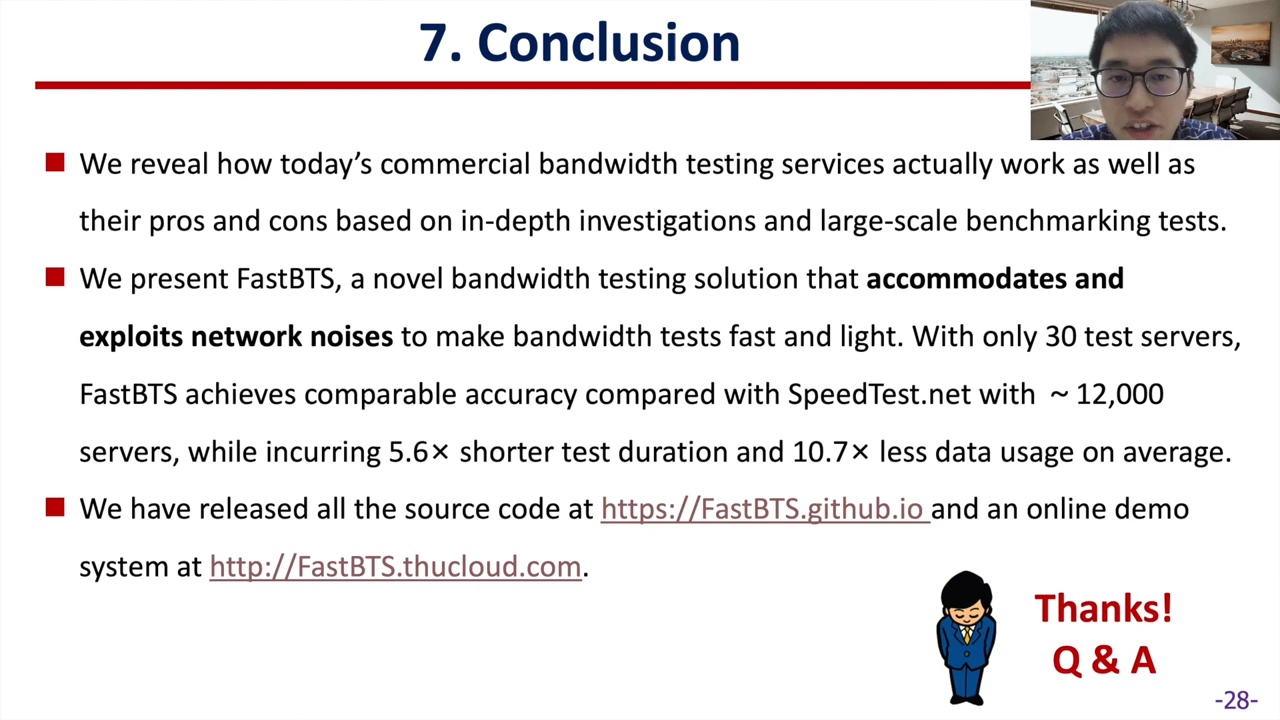 7. Conclusion
We reveal how today's commercial bandwidth testing services actually work as well as
their pros and cons based on in-depth investigations and large-scale benchmarking tests.
We present FastBTS, a novel bandwidth testing solution that accommodates and
exploits network noises to make bandwidth tests fast and light. With only 30 test servers,
FastBTS achieves comparable accuracy compared with SpeedTest.net with ~ 12,000
servers, while incurring 5.6× shorter test duration and 10.7× less data usage on average.
We have released all the source code at https://FastBTS.github.io and an online demo
system at http://FastBTS.thucloud.com.
Thanks!
Q & A
-28-